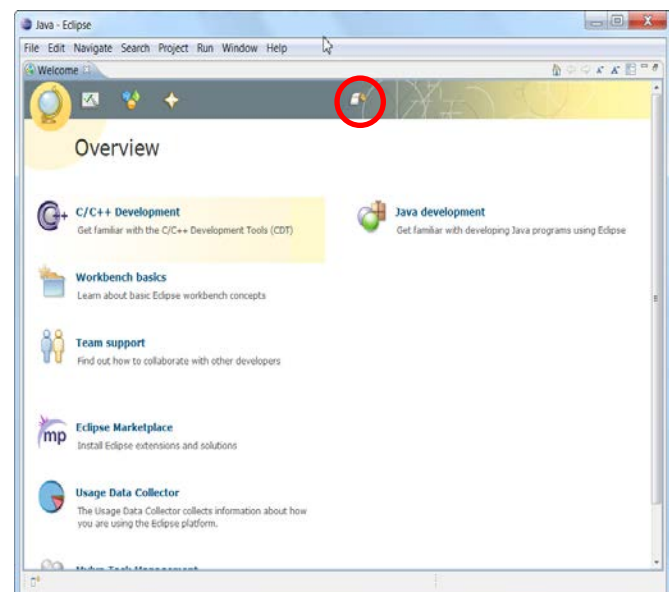 Java - Eclipse
File Edit Navigate Search Project Run Window Help
Welcome
Overview
C/C++ Development
Get familiar with the C/C++ Development Tools (CDT)
Java development
Get familiar with developing Java programs using Eclipse
Workbench basics
Learn about basic Eclipse workbench concepts
Team support
Find out how to collaborate with other developers
mp
Eclipse Marketplace
Install Eclipse extensions and solutions
Usage Data Collector
The Usage Data Collector collects information about how
you are using the Eclipse platform.